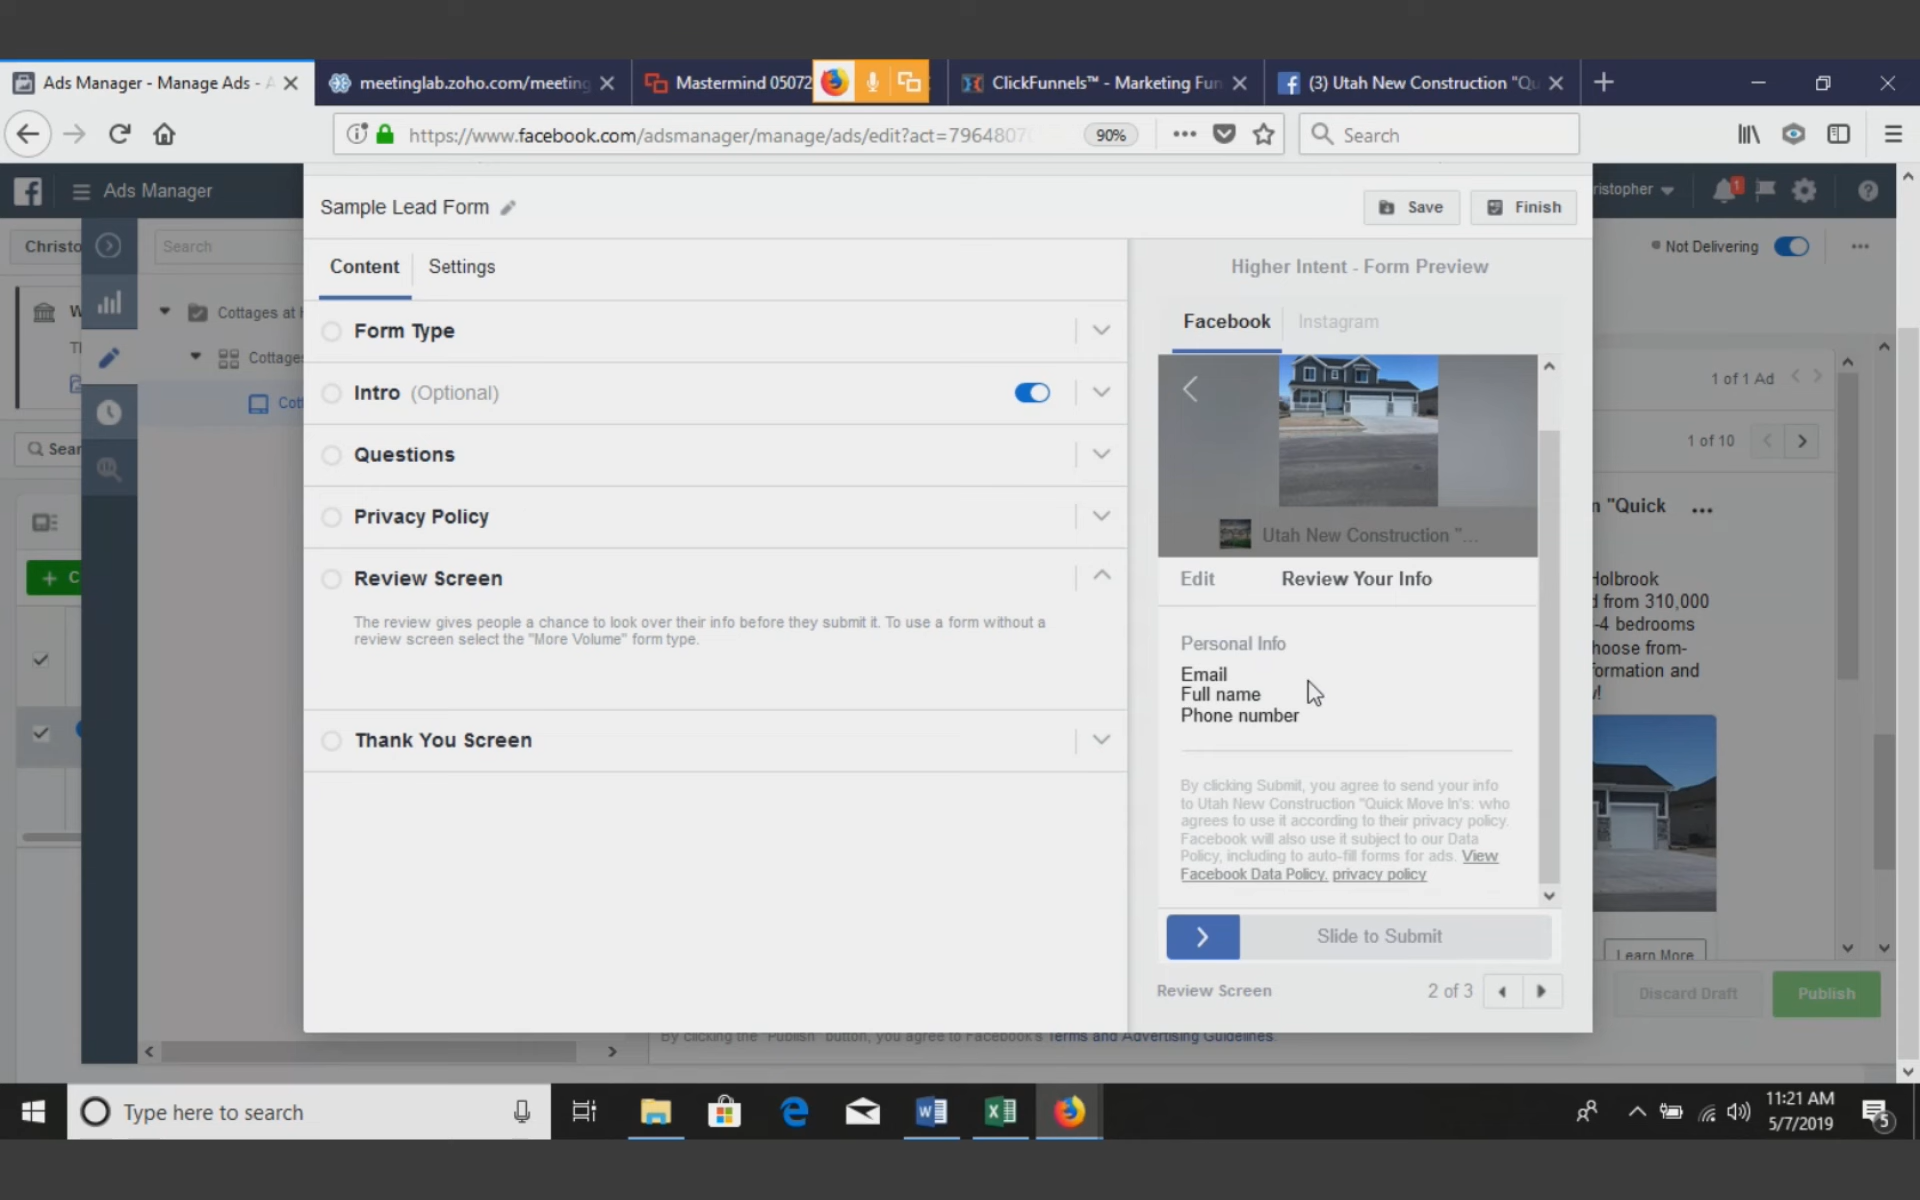 Ads Manager - Manage Ads - A
meetinglab.zoho.com/meeting
Mastermind 05072
ClickFunnels™ - Marketing Fun
(3) Utah New Construction "Qu
https://www.facebook.com/adsmanager/manage/ads/edit?act=79648070
90%
Search
Ads Manager
ristopher
1
Sample Lead Form
Save
Finish
Christo
Search
Content
Settings
Higher Intent - Form Preview
Not Delivering
W
Cottages at H
Form Type
Facebook
Instagram
Th
Cottages
1 of 1 Ad
Intro (Optional)
Cott
Sear
Questions
1 of 10
Privacy Policy
n "Quick
Utah New Construction "...
C
Review Screen
Edit
Review Your Info
Holbrook
d from 310,000
-4 bedrooms
hoose from-
ormation and
!
The review gives people a chance to look over their info before they submit it. To use a form without a
review screen select the "More Volume" form type.
Personal Info
Email
Full name
Phone number
Thank You Screen
By clicking Submit, you agree to send your info
to Utah New Construction "Quick Move In's: who
agrees to use it according to their privacy policy.
Facebook will also use it subject to our Data
Policy, including to auto-fill forms for ads. View
Facebook Data Policy. privacy policy
Slide to Submit
Learn More
Review Screen
2 of 3
Discard Draft
Publish
By clicking the "Publish" button, you agree to Facebook's Terms and Advertising Guidelines.
Type here to search
11:21 AM
5/7/2019
5